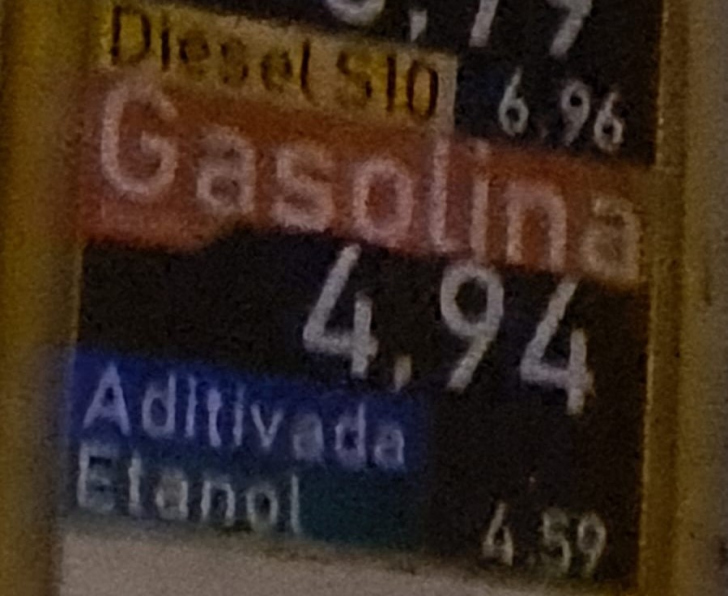 Diesel S10 6.96
Gasolina
4,94
Aditivada
Etanol 4.59